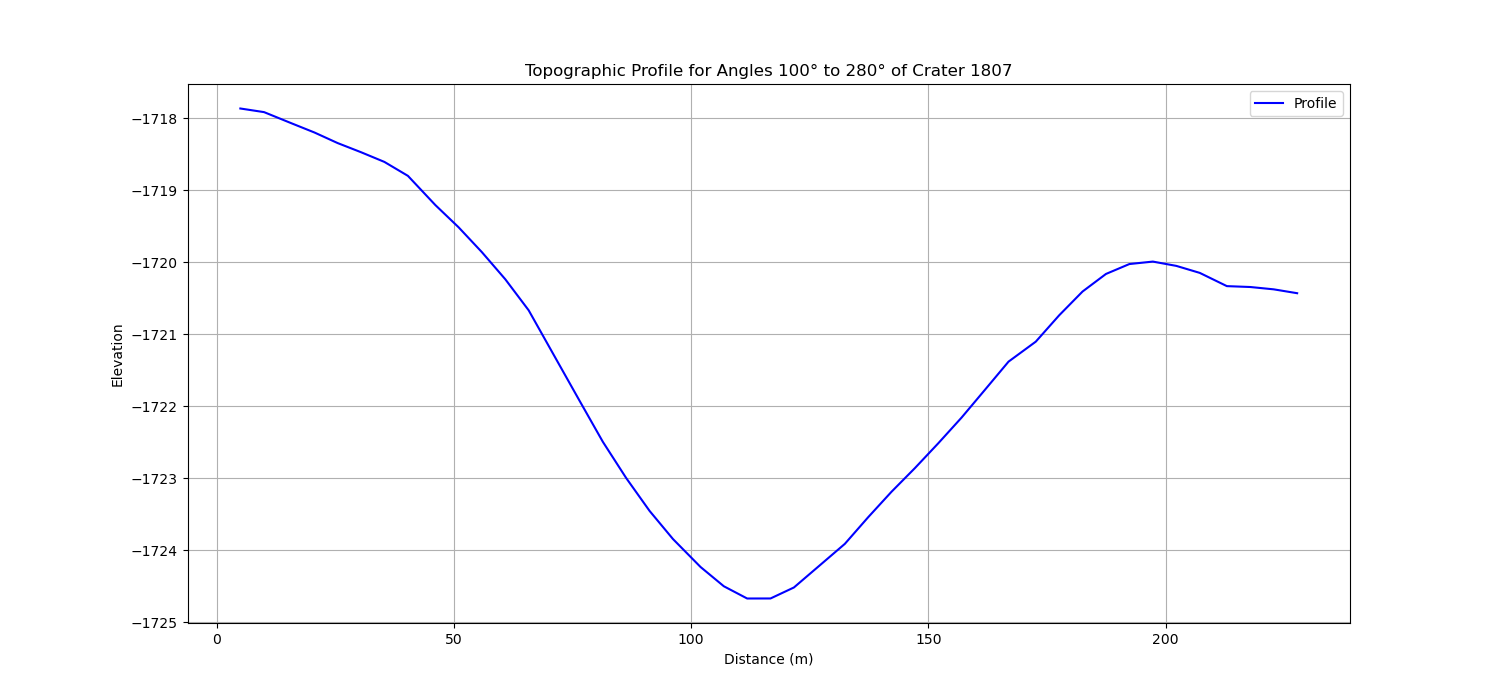 Topographic Profile for Angles 100° to 280° of Crater 1807
Profile
−1718
−1719
−1720
−1721
−1722
−1723
−1724
−1725
Elevation
0 50 100 150 200
Distance (m)